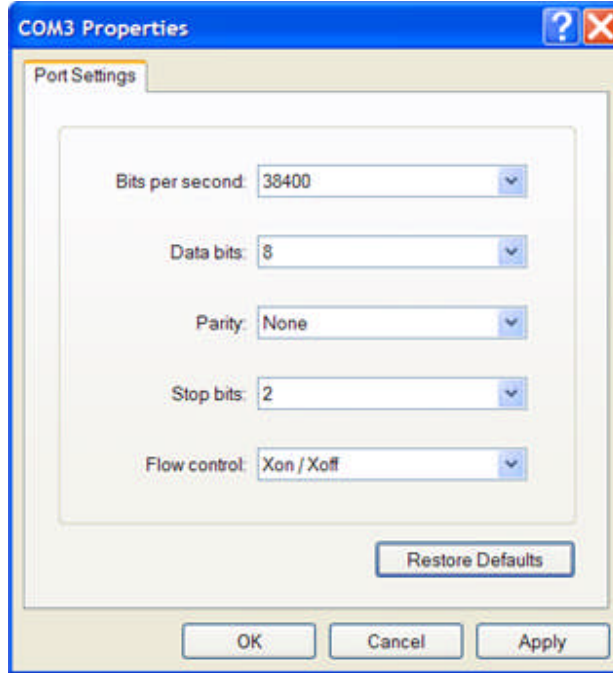 COM3 Properties
Port Settings
Bits per second: 38400
Data bits: 8
Parity: None
Stop bits: 2
Flow control: Xon / Xoff
Restore Defaults
OK Cancel Apply